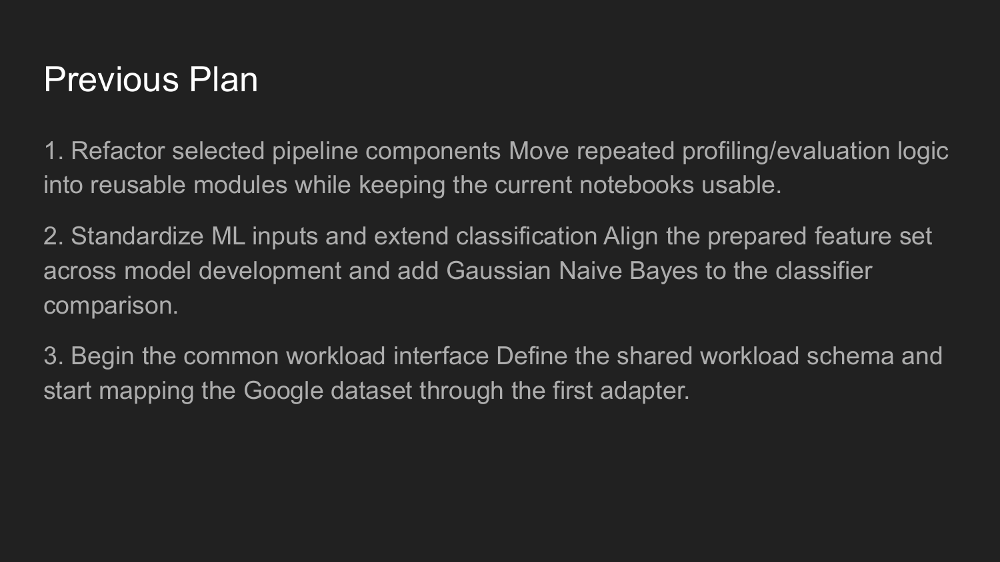 Previous Plan
1. Refactor selected pipeline components Move repeated profiling/evaluation logic
into reusable modules while keeping the current notebooks usable.
2. Standardize ML inputs and extend classification Align the prepared feature set
across model development and add Gaussian Naive Bayes to the classifier
comparison.
3. Begin the common workload interface Define the shared workload schema and
start mapping the Google dataset through the first adapter.